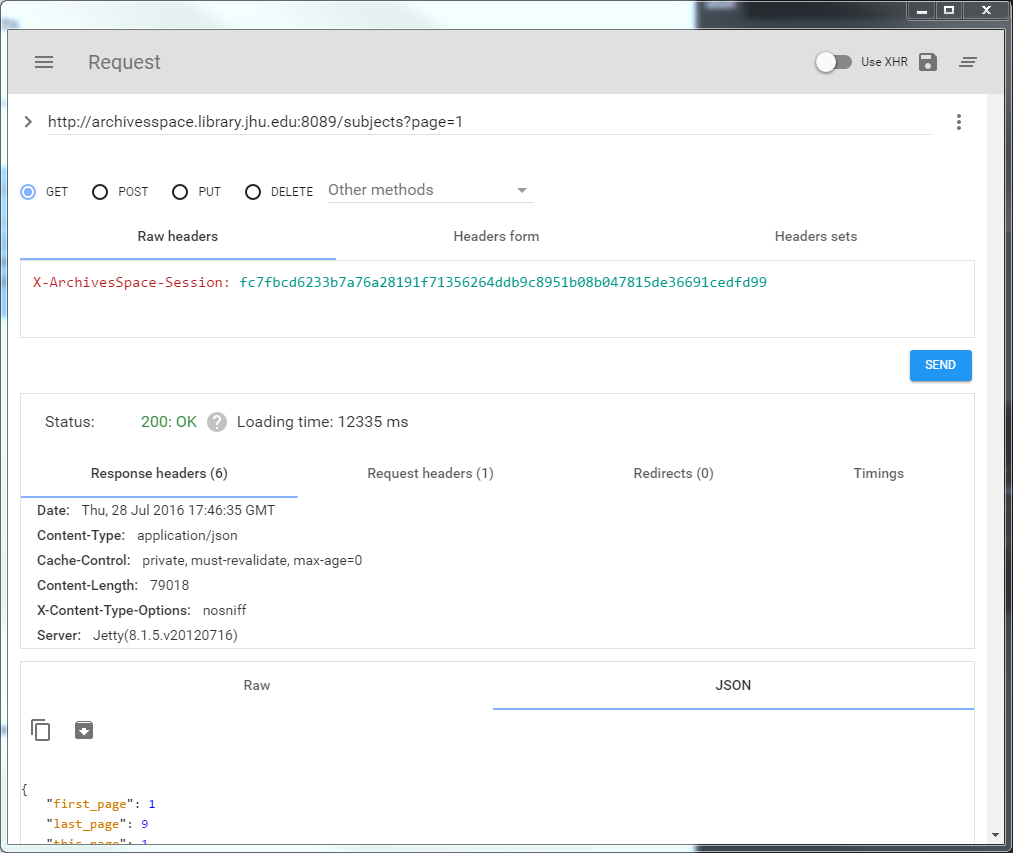 Request
Use XHR
http://archivesspace.library.jhu.edu:8089/subjects?page=1
GET POST PUT DELETE Other methods
Raw headers Headers form Headers sets
X-ArchivesSpace-Session: fc7fbcd6233b7a76a28191f71356264ddb9c8951b08b047815de36691cedfd99
SEND
Status: 200: OK ? Loading time: 12335 ms
Response headers (6) Request headers (1) Redirects (0) Timings
Date: Thu, 28 Jul 2016 17:46:35 GMT
Content-Type: application/json
Cache-Control: private, must-revalidate, max-age=0
Content-Length: 79018
X-Content-Type-Options: nosniff
Server: Jetty(8.1.5.v20120716)
Raw JSON
{
"first_page": 1
"last_page": 9
"this_page": 1